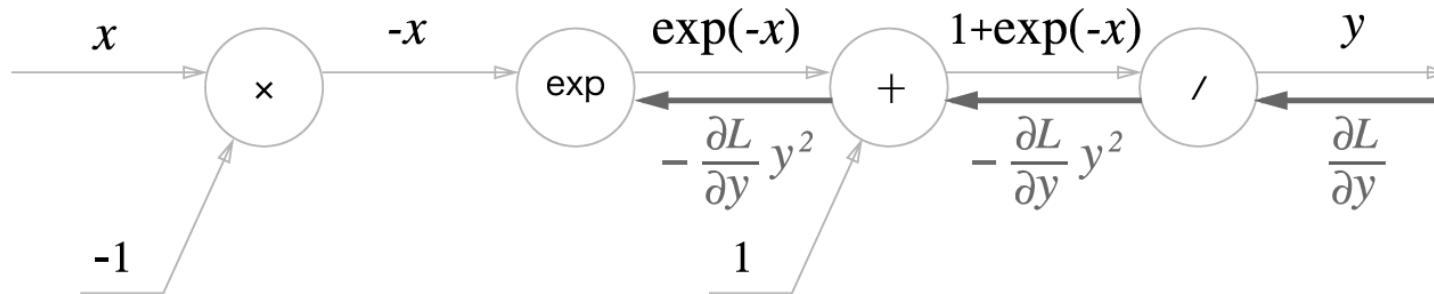 x
-x
exp(-x)
1+exp(-x)
y
×
exp
+
/
- ∂L/∂y y²
- ∂L/∂y y²
∂L/∂y
-1
1